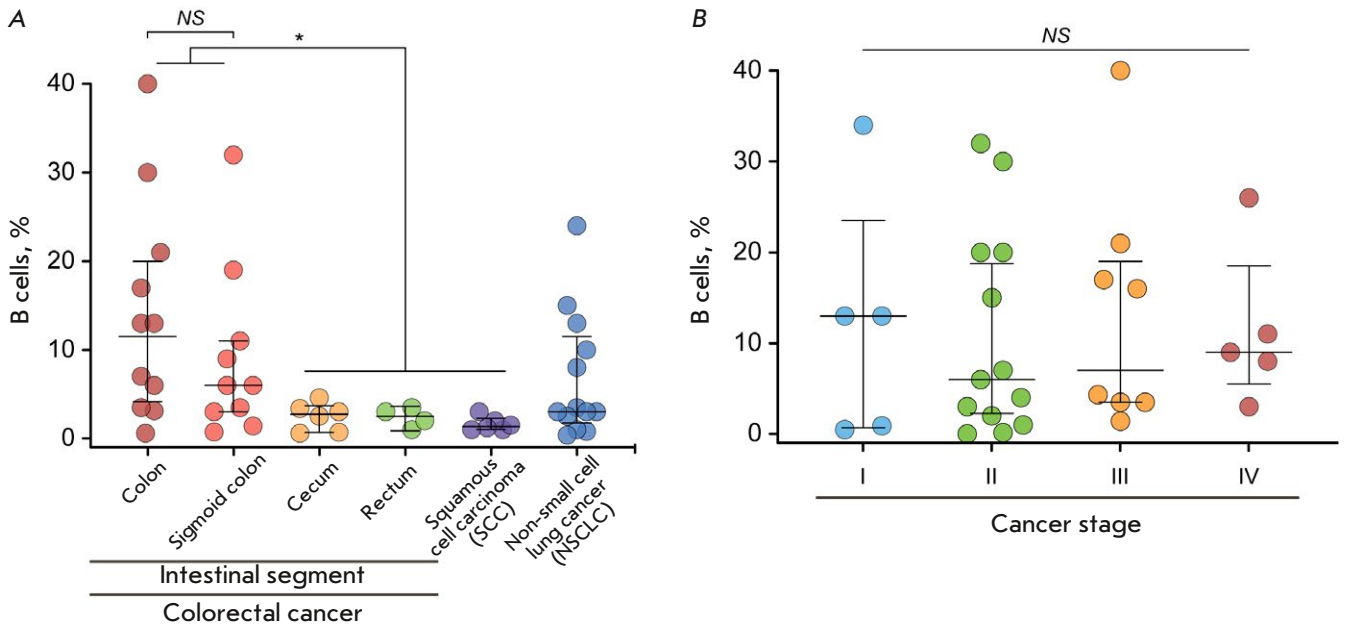 A
NS
*
40
30
20
10
0
B cells, %
Colon
Sigmoid colon
Cecum
Rectum
Squamous
cell carcinoma
(SCC)
Non-small cell
lung cancer
(NSCLC)
Intestinal segment
Colorectal cancer
B
NS
40
30
20
10
0
B cells, %
I
II
III
IV
Cancer stage